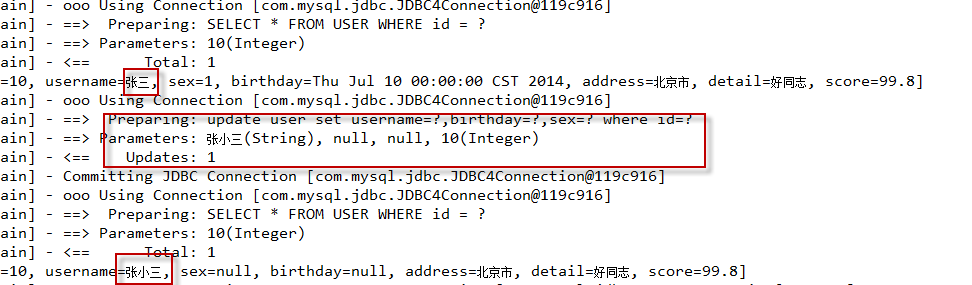 ain] - ooo Using Connection [com.mysql.jdbc.JDBC4Connection@119c916]
ain] - ==>  Preparing: SELECT * FROM USER WHERE id = ?
ain] - ==> Parameters: 10(Integer)
ain] - <==      Total: 1
=10, username=张三, sex=1, birthday=Thu Jul 10 00:00:00 CST 2014, address=北京市, detail=好同志, score=99.8]
ain] - ooo Using Connection [com.mysql.jdbc.JDBC4Connection@119c916]
ain] - ==>  Preparing: update user set username=?,birthday=?,sex=? where id=?
ain] - ==> Parameters: 张小三(String), null, null, 10(Integer)
ain] - <==    Updates: 1
ain] - Committing JDBC Connection [com.mysql.jdbc.JDBC4Connection@119c916]
ain] - ooo Using Connection [com.mysql.jdbc.JDBC4Connection@119c916]
ain] - ==>  Preparing: SELECT * FROM USER WHERE id = ?
ain] - ==> Parameters: 10(Integer)
ain] - <==      Total: 1
=10, username=张小三, sex=null, birthday=null, address=北京市, detail=好同志, score=99.8]